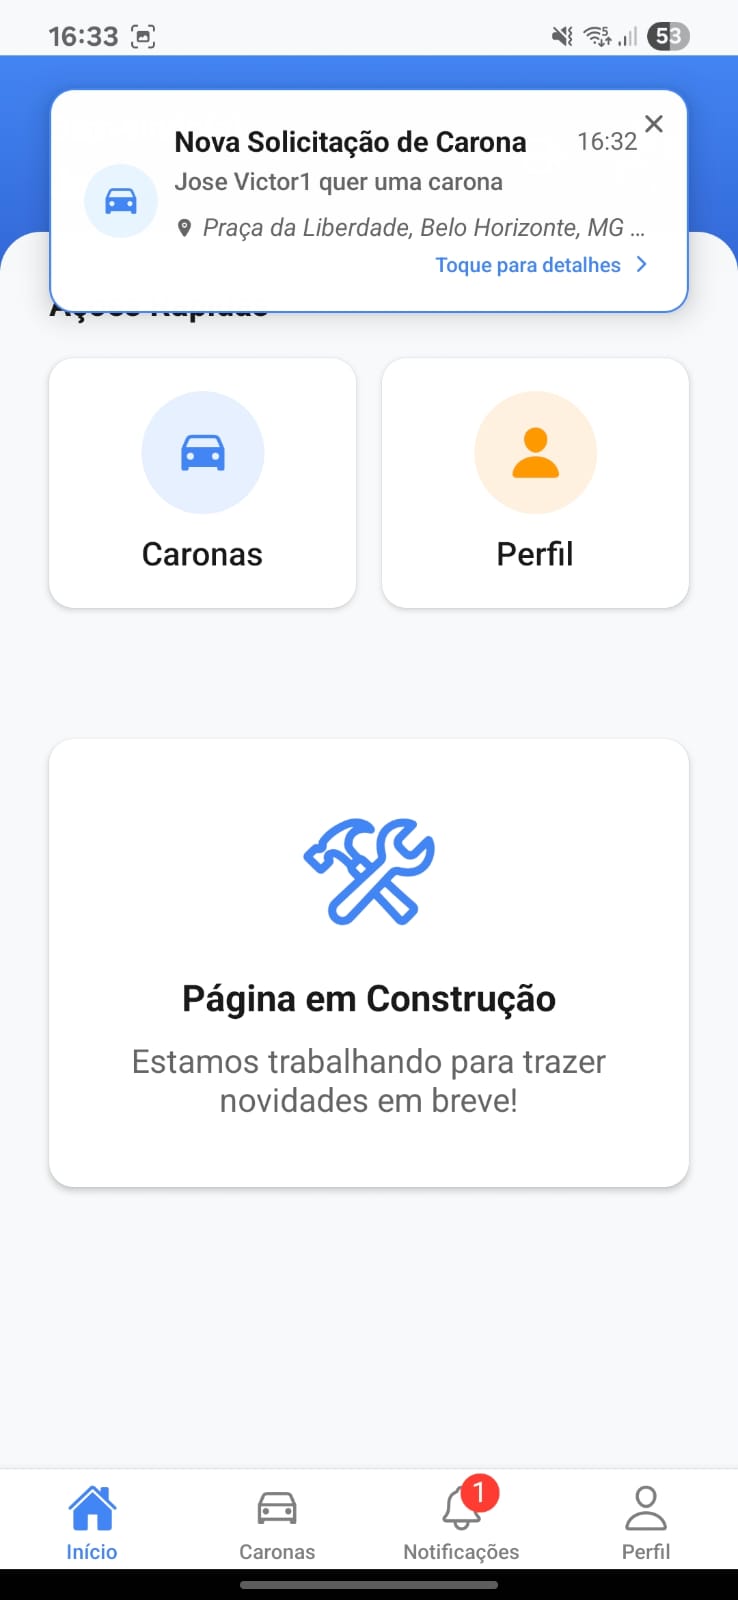 16:33
53
Nova Solicitação de Carona 16:32
Jose Victor1 quer uma carona
Praça da Liberdade, Belo Horizonte, MG ...
Toque para detalhes
Ações Rápidas
Caronas
Perfil
Página em Construção
Estamos trabalhando para trazer
novidades em breve!
1
Início
Caronas
Notificações
Perfil